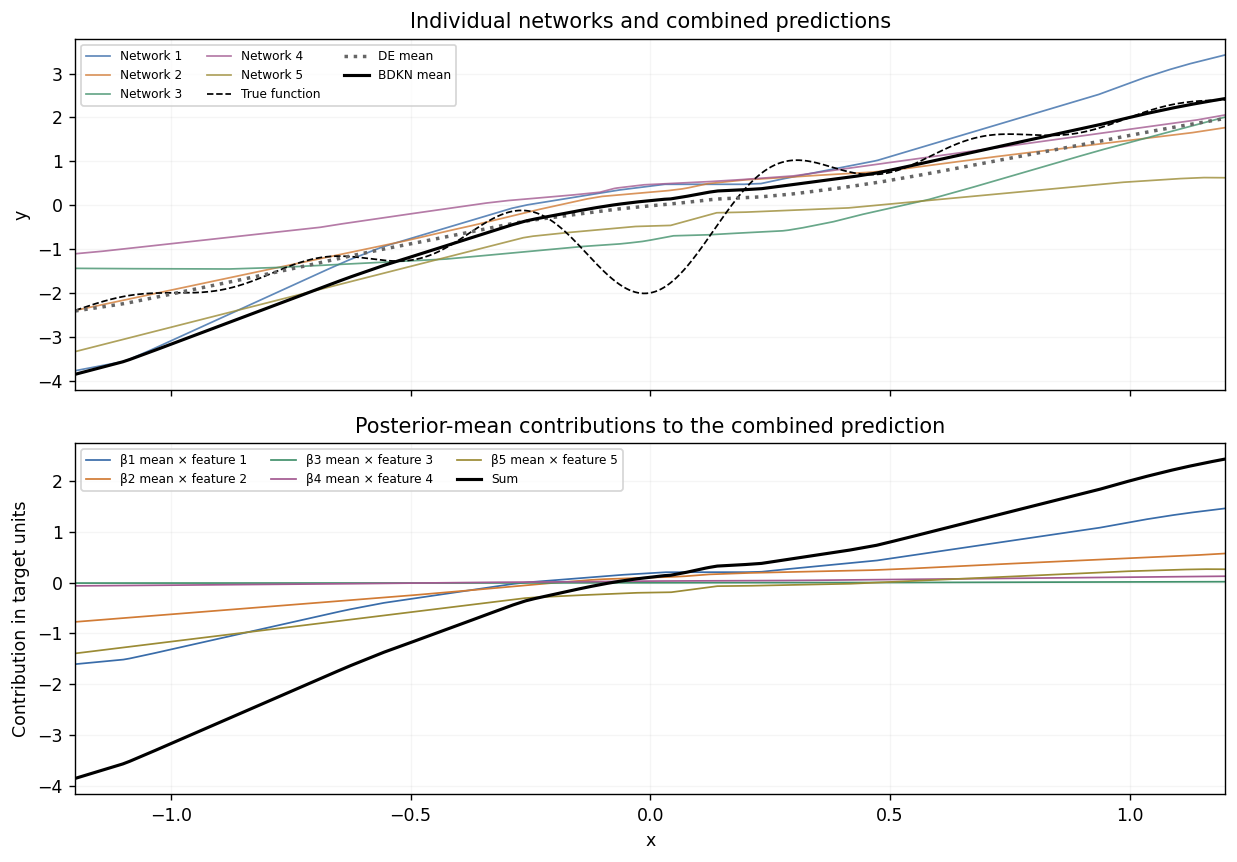 Individual networks and combined predictions
Network 1 Network 4 DE mean
Network 2 Network 5 BDKN mean
Network 3 True function
3
2
1
0
−1
−2
−3
−4
y
Posterior-mean contributions to the combined prediction
β1 mean × feature 1 β3 mean × feature 3 β5 mean × feature 5
β2 mean × feature 2 β4 mean × feature 4 Sum
2
1
0
−1
−2
−3
−4
Contribution in target units
−1.0 −0.5 0.0 0.5 1.0
x